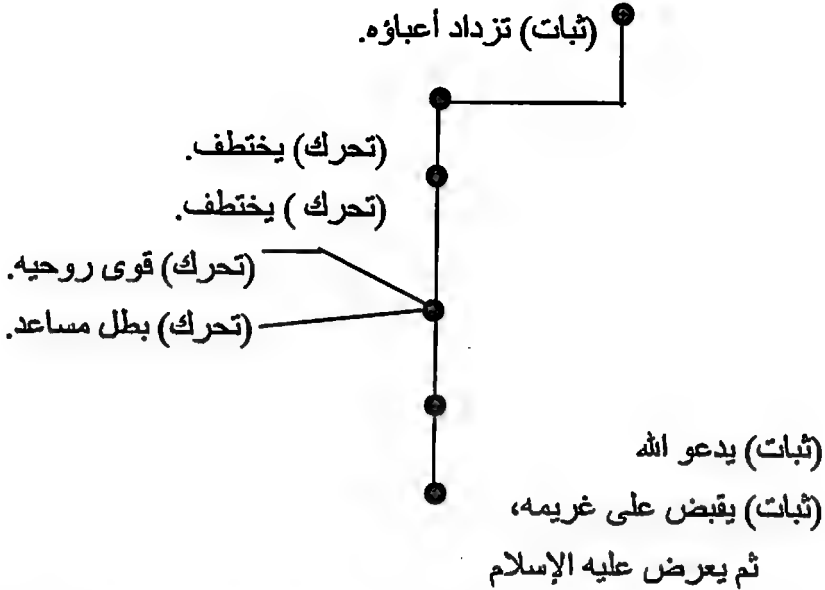 (ثبات) تزداد أعباؤه.
(تحرك) يختطف.
(تحرك ) يختطف.
(تحرك) قوى روحيه.
(تحرك) بطل مساعد.
(ثبات) يدعو الله
(ثبات) يقبض على غريمه،
ثم يعرض عليه الإسلام